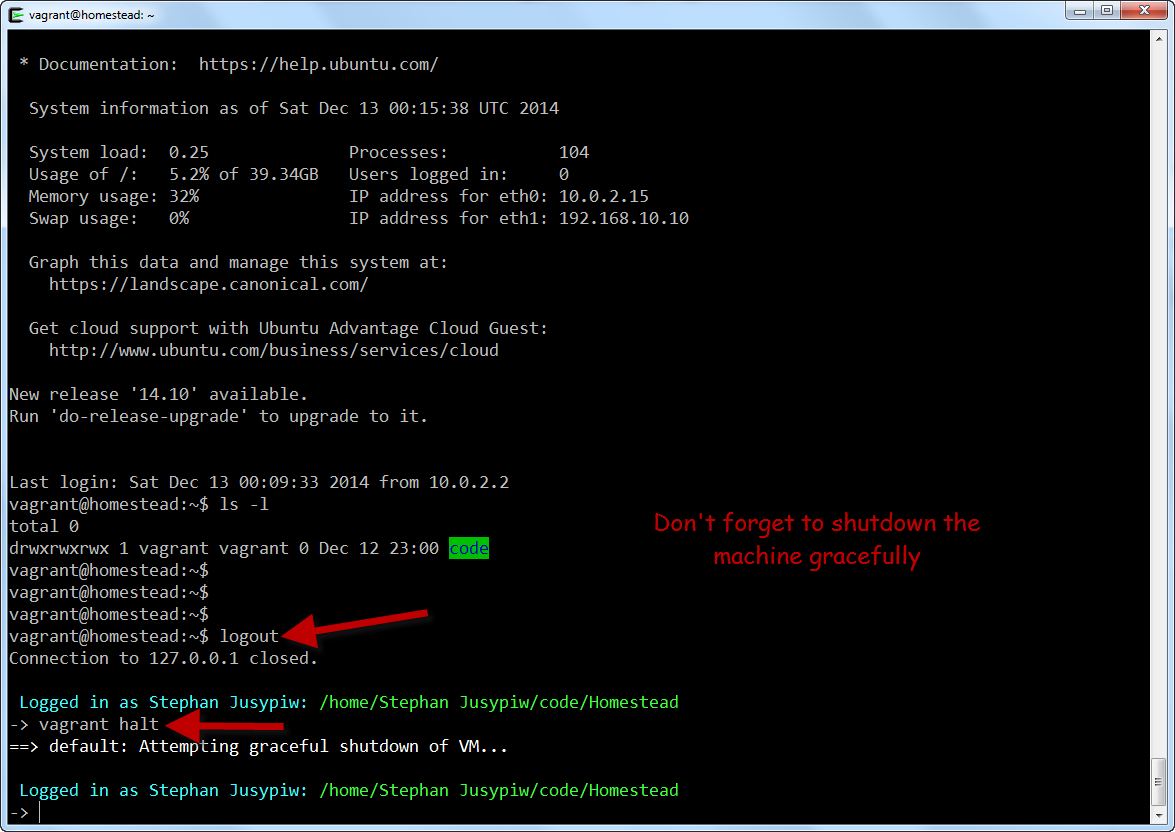 vagrant@homestead: ~
* Documentation:  https://help.ubuntu.com/
System information as of Sat Dec 13 00:15:38 UTC 2014
System load:  0.25              Processes:           104
Usage of /:   5.2% of 39.34GB   Users logged in:     0
Memory usage: 32%               IP address for eth0: 10.0.2.15
Swap usage:   0%                IP address for eth1: 192.168.10.10
Graph this data and manage this system at:
https://landscape.canonical.com/
Get cloud support with Ubuntu Advantage Cloud Guest:
http://www.ubuntu.com/business/services/cloud
New release '14.10' available.
Run 'do-release-upgrade' to upgrade to it.
Last login: Sat Dec 13 00:09:33 2014 from 10.0.2.2
vagrant@homestead:~$ ls -l
total 0
drwxrwxrwx 1 vagrant vagrant 0 Dec 12 23:00 code
vagrant@homestead:~$
vagrant@homestead:~$
vagrant@homestead:~$
vagrant@homestead:~$ logout
Connection to 127.0.0.1 closed.
Don't forget to shutdown the
machine gracefully
Logged in as Stephan Jusypiw: /home/Stephan Jusypiw/code/Homestead
-> vagrant halt
==> default: Attempting graceful shutdown of VM...
Logged in as Stephan Jusypiw: /home/Stephan Jusypiw/code/Homestead
->